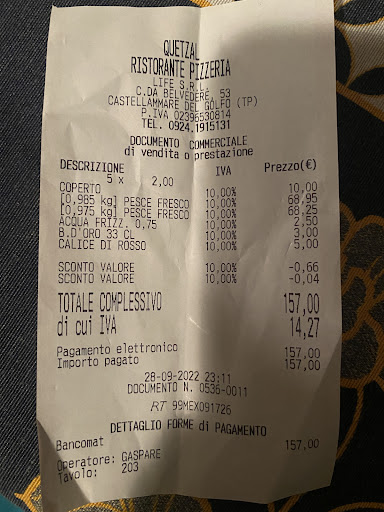 QUETZAL
RISTORANTE PIZZERIA
LIFE S.R.L.
C.DA BELVEDERE, 53
CASTELLAMMARE DEL GOLFO (TP)
P.IVA 02396530814
TEL. 0924.1915131
DOCUMENTO COMMERCIALE
di vendita o prestazione
DESCRIZIONE IVA Prezzo(€)
5 x 2,00
COPERTO 10,00% 10,00
[0,985 kg] PESCE FRESCO 10,00% 68,95
[0,975 kg] PESCE FRESCO 10,00% 68,25
ACQUA FRIZZ. 0,75 10,00% 2,50
B.D'ORO 33 CL 10,00% 3,00
CALICE DI ROSSO 10,00% 5,00
SCONTO VALORE 10,00% -0,66
SCONTO VALORE 10,00% -0,04
TOTALE COMPLESSIVO 157,00
di cui IVA 14,27
Pagamento elettronico 157,00
Importo pagato 157,00
28-09-2022 23:11
DOCUMENTO N. 0536-0011
RT 99MEX091726
DETTAGLIO FORME di PAGAMENTO
Bancomat 157,00
Operatore: GASPARE
Tavolo: 203